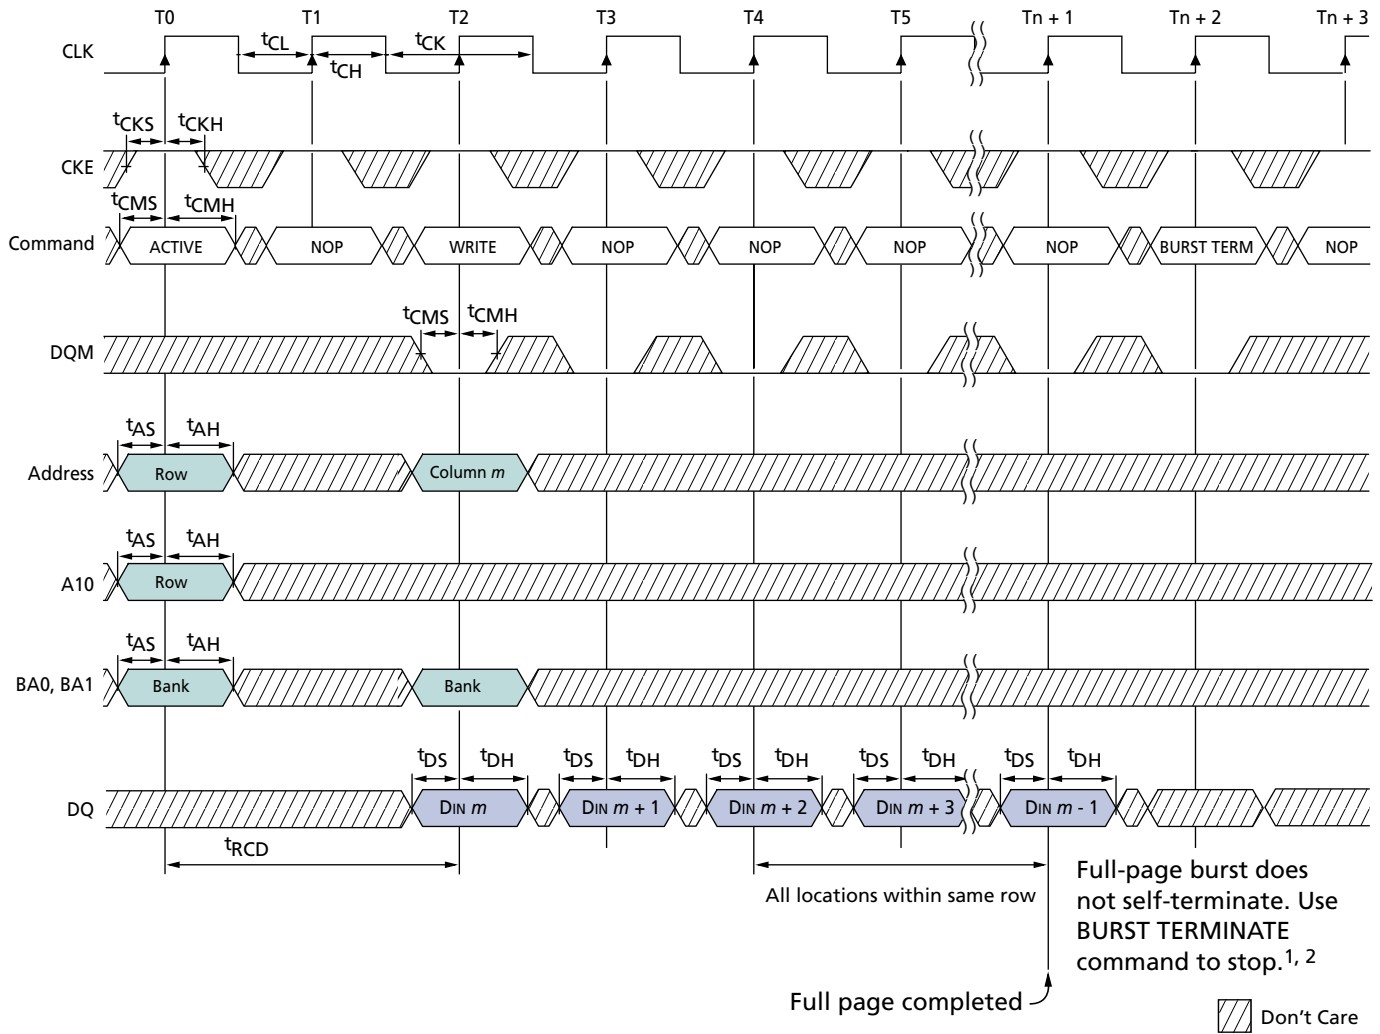 T0 T1 T2 T3 T4 T5 Tn + 1 Tn + 2 Tn + 3
CLK
tCL tCH tCK
tCKS tCKH
CKE
tCMS tCMH
Command ACTIVE NOP WRITE NOP NOP NOP NOP BURST TERM NOP
tCMS tCMH
DQM
tAS tAH
Address Row Column m
tAS tAH
A10 Row
tAS tAH
BA0, BA1 Bank Bank
tDS tDH tDS tDH tDS tDH tDS tDH tDS tDH
DQ DIN m DIN m + 1 DIN m + 2 DIN m + 3 DIN m - 1
tRCD
All locations within same row
Full-page burst does
not self-terminate. Use
BURST TERMINATE
command to stop.1, 2
Full page completed
Don't Care